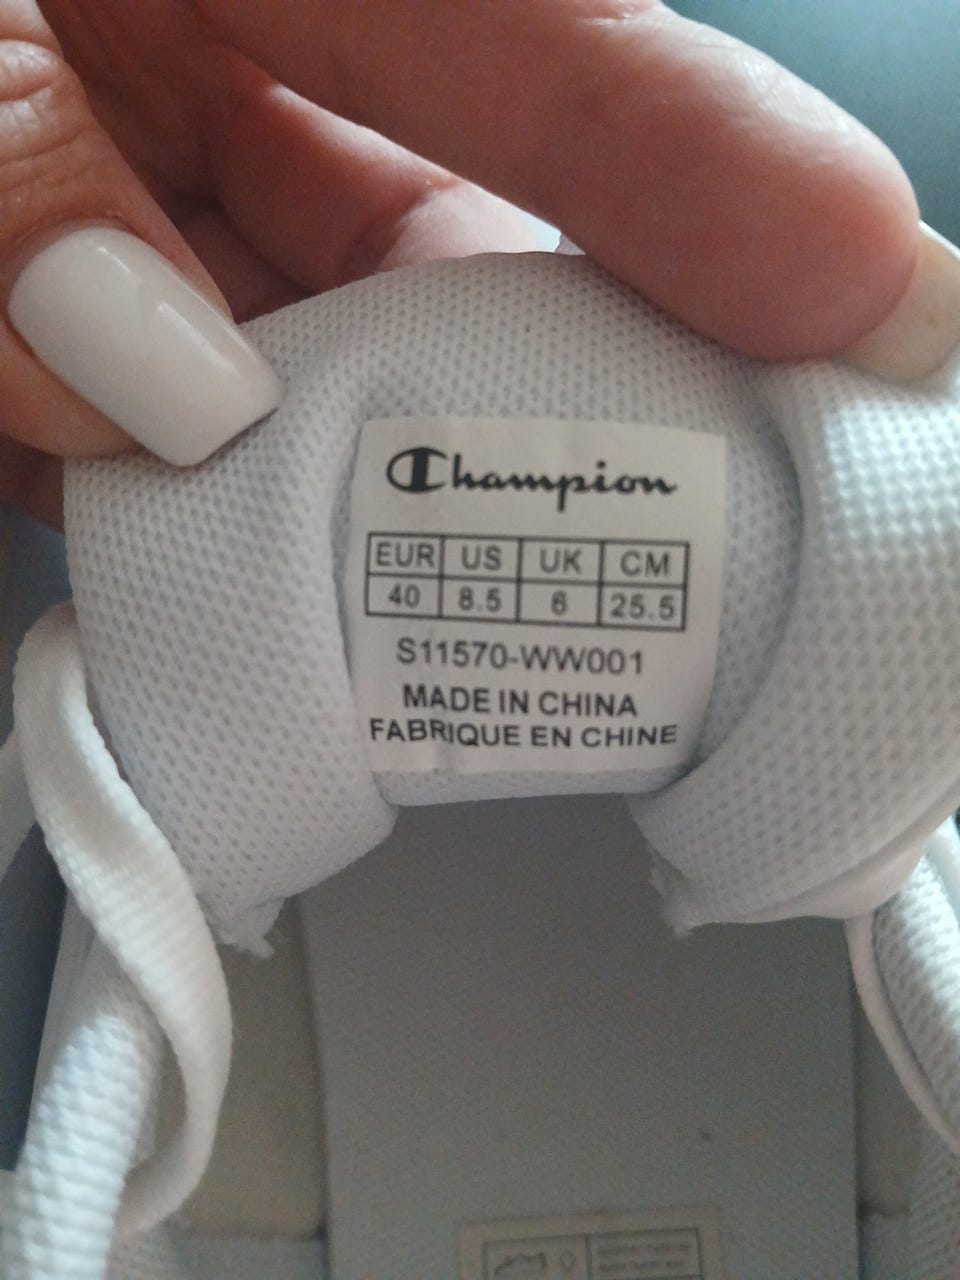 Champion
EUR US UK CM
40 8.5 6 25.5
S11570-WW001
MADE IN CHINA
FABRIQUE EN CHINE